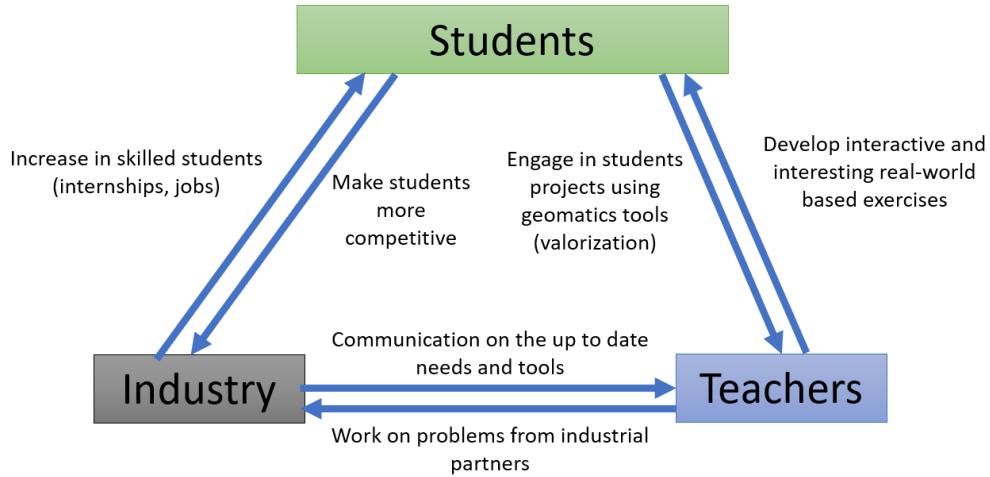 Students
Increase in skilled students
(internships, jobs)
Make students
more
competitive
Engage in students
projects using
geomatics tools
(valorization)
Develop interactive and
interesting real-world
based exercises
Industry
Communication on the up to date
needs and tools
Teachers
Work on problems from industrial
partners